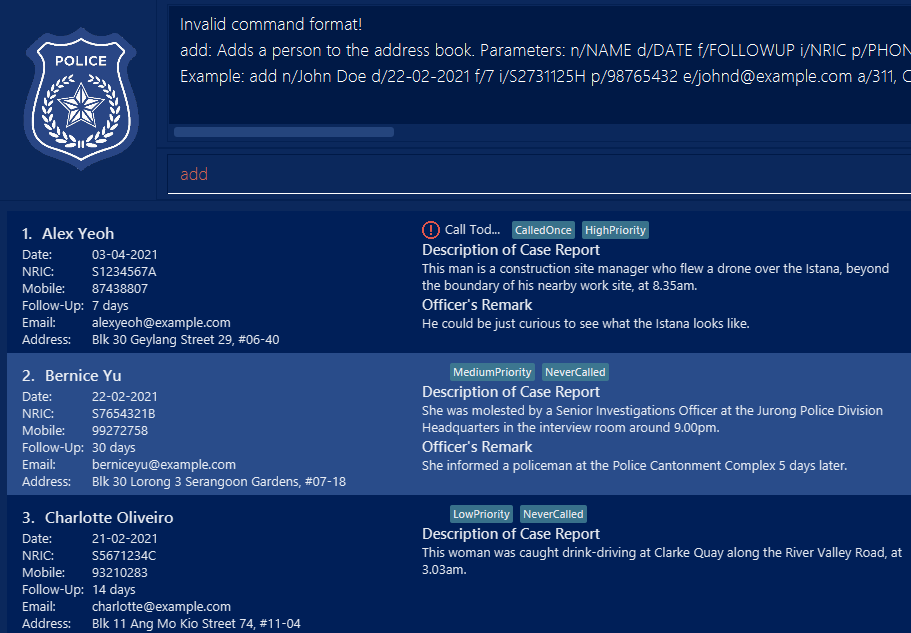 POLICE
Invalid command format!
add: Adds a person to the address book. Parameters: n/NAME d/DATE f/FOLLOWUP i/NRIC p/PHON
Example: add n/John Doe d/22-02-2021 f/7 i/S2731125H p/98765432 e/johnd@example.com a/311, C
add
1. Alex Yeoh
Date: 03-04-2021
NRIC: S1234567A
Mobile: 87438807
Follow-Up: 7 days
Email: alexyeoh@example.com
Address: Blk 30 Geylang Street 29, #06-40
! Call Tod... CalledOnce HighPriority
Description of Case Report
This man is a construction site manager who flew a drone over the Istana, beyond
the boundary of his nearby work site, at 8.35am.
Officer's Remark
He could be just curious to see what the Istana looks like.
2. Bernice Yu
Date: 22-02-2021
NRIC: S7654321B
Mobile: 99272758
Follow-Up: 30 days
Email: berniceyu@example.com
Address: Blk 30 Lorong 3 Serangoon Gardens, #07-18
MediumPriority NeverCalled
Description of Case Report
She was molested by a Senior Investigations Officer at the Jurong Police Division
Headquarters in the interview room around 9.00pm.
Officer's Remark
She informed a policeman at the Police Cantonment Complex 5 days later.
3. Charlotte Oliveiro
Date: 21-02-2021
NRIC: S5671234C
Mobile: 93210283
Follow-Up: 14 days
Email: charlotte@example.com
Address: Blk 11 Ang Mo Kio Street 74, #11-04
LowPriority NeverCalled
Description of Case Report
This woman was caught drink-driving at Clarke Quay along the River Valley Road, at
3.03am.